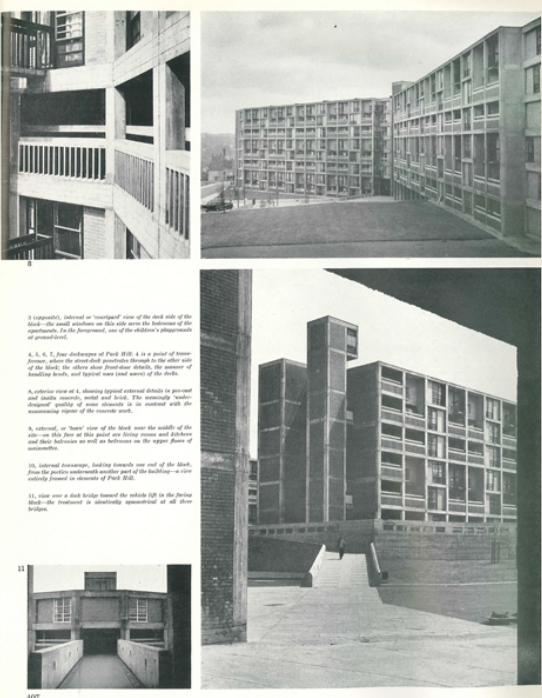 8
3 (opposite), internal or 'courtyard' view of the deck side of the
block—the small windows on this side serve the bedrooms of the
apartments. In the foreground, one of the children's playgrounds
at ground-level.
4, 5, 6, 7, four deckscapes at Park Hill: 4 is a point of trans-
ference, where the street-deck penetrates through to the other side
of the block; the others show front-door details, the manner of
handling bends, and typical uses (and users) of the decks.
8, exterior view at 4, showing typical external details in pre-cast
and insitu concrete, metal and brick. The seemingly 'under-
designed' quality of some elements is in contrast with the
unassuming vigour of the concrete work.
9, external, or 'town' view of the block near the middle of the
site—on this face at this point are living rooms and kitchens
and their balconies as well as bedrooms on the upper floors of
maisonettes.
10, internal townscape, looking towards one end of the block,
from the portico underneath another part of the building—a view
entirely framed in elements of Park Hill.
11, view over a deck bridge toward the vehicle lift in the facing
block—the treatment is identically symmetrical at all three
bridges.
11
407